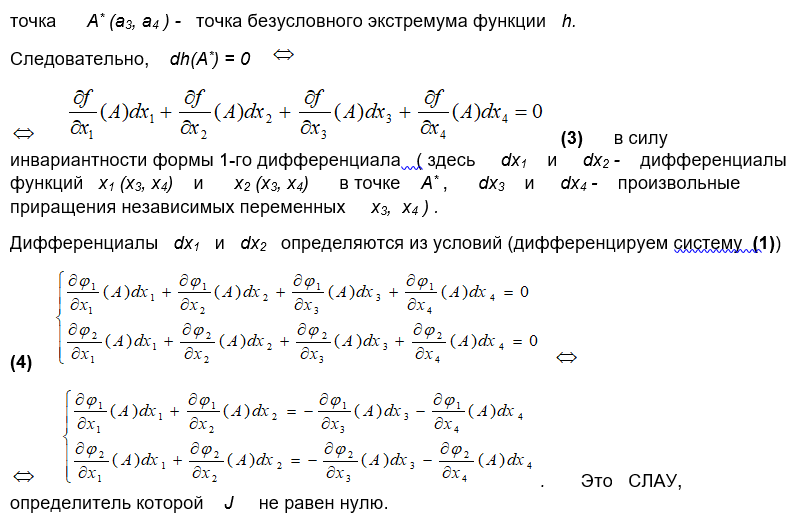 точка A* (a₃, a₄ ) - точка безусловного экстремума функции h.
Следовательно, dh(A*) = 0 ⇔
⇔ ∂f/∂x₁ (A)dx₁ + ∂f/∂x₂ (A)dx₂ + ∂f/∂x₃ (A)dx₃ + ∂f/∂x₄ (A)dx₄ = 0 (3) в силу
инвариантности формы 1-го дифференциала ( здесь dx₁ и dx₂ - дифференциалы
функций x₁ (x₃, x₄) и x₂ (x₃, x₄) в точке A* , dx₃ и dx₄ - произвольные
приращения независимых переменных x₃, x₄ ) .
Дифференциалы dx₁ и dx₂ определяются из условий (дифференцируем систему (1))
∂φ₁/∂x₁ (A)dx₁ + ∂φ₁/∂x₂ (A)dx₂ + ∂φ₁/∂x₃ (A)dx₃ + ∂φ₁/∂x₄ (A)dx₄ = 0
(4) { ∂φ₂/∂x₁ (A)dx₁ + ∂φ₂/∂x₂ (A)dx₂ + ∂φ₂/∂x₃ (A)dx₃ + ∂φ₂/∂x₄ (A)dx₄ = 0 ⇔
∂φ₁/∂x₁ (A)dx₁ + ∂φ₁/∂x₂ (A)dx₂ = − ∂φ₁/∂x₃ (A)dx₃ − ∂φ₁/∂x₄ (A)dx₄
⇔ { ∂φ₂/∂x₁ (A)dx₁ + ∂φ₂/∂x₂ (A)dx₂ = − ∂φ₂/∂x₃ (A)dx₃ − ∂φ₂/∂x₄ (A)dx₄ . Это СЛАУ,
определитель которой J не равен нулю.